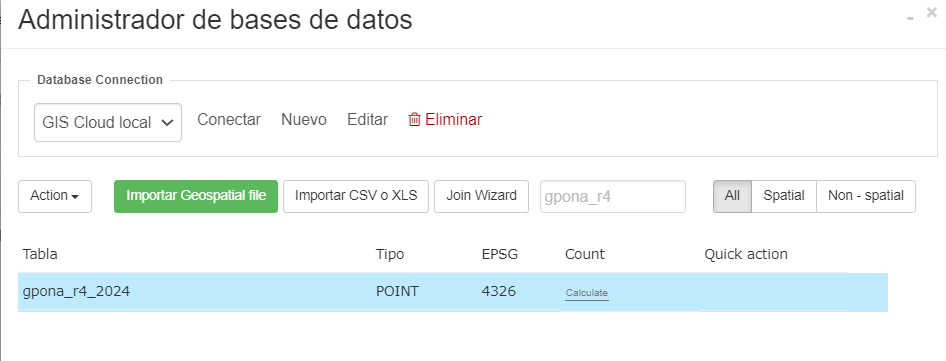 Administrador de bases de datos
Database Connection
GIS Cloud local Conectar Nuevo Editar Eliminar
Action Importar Geospatial file Importar CSV o XLS Join Wizard gpona_r4 All Spatial Non - spatial
Tabla Tipo EPSG Count Quick action
gpona_r4_2024 POINT 4326 Calculate